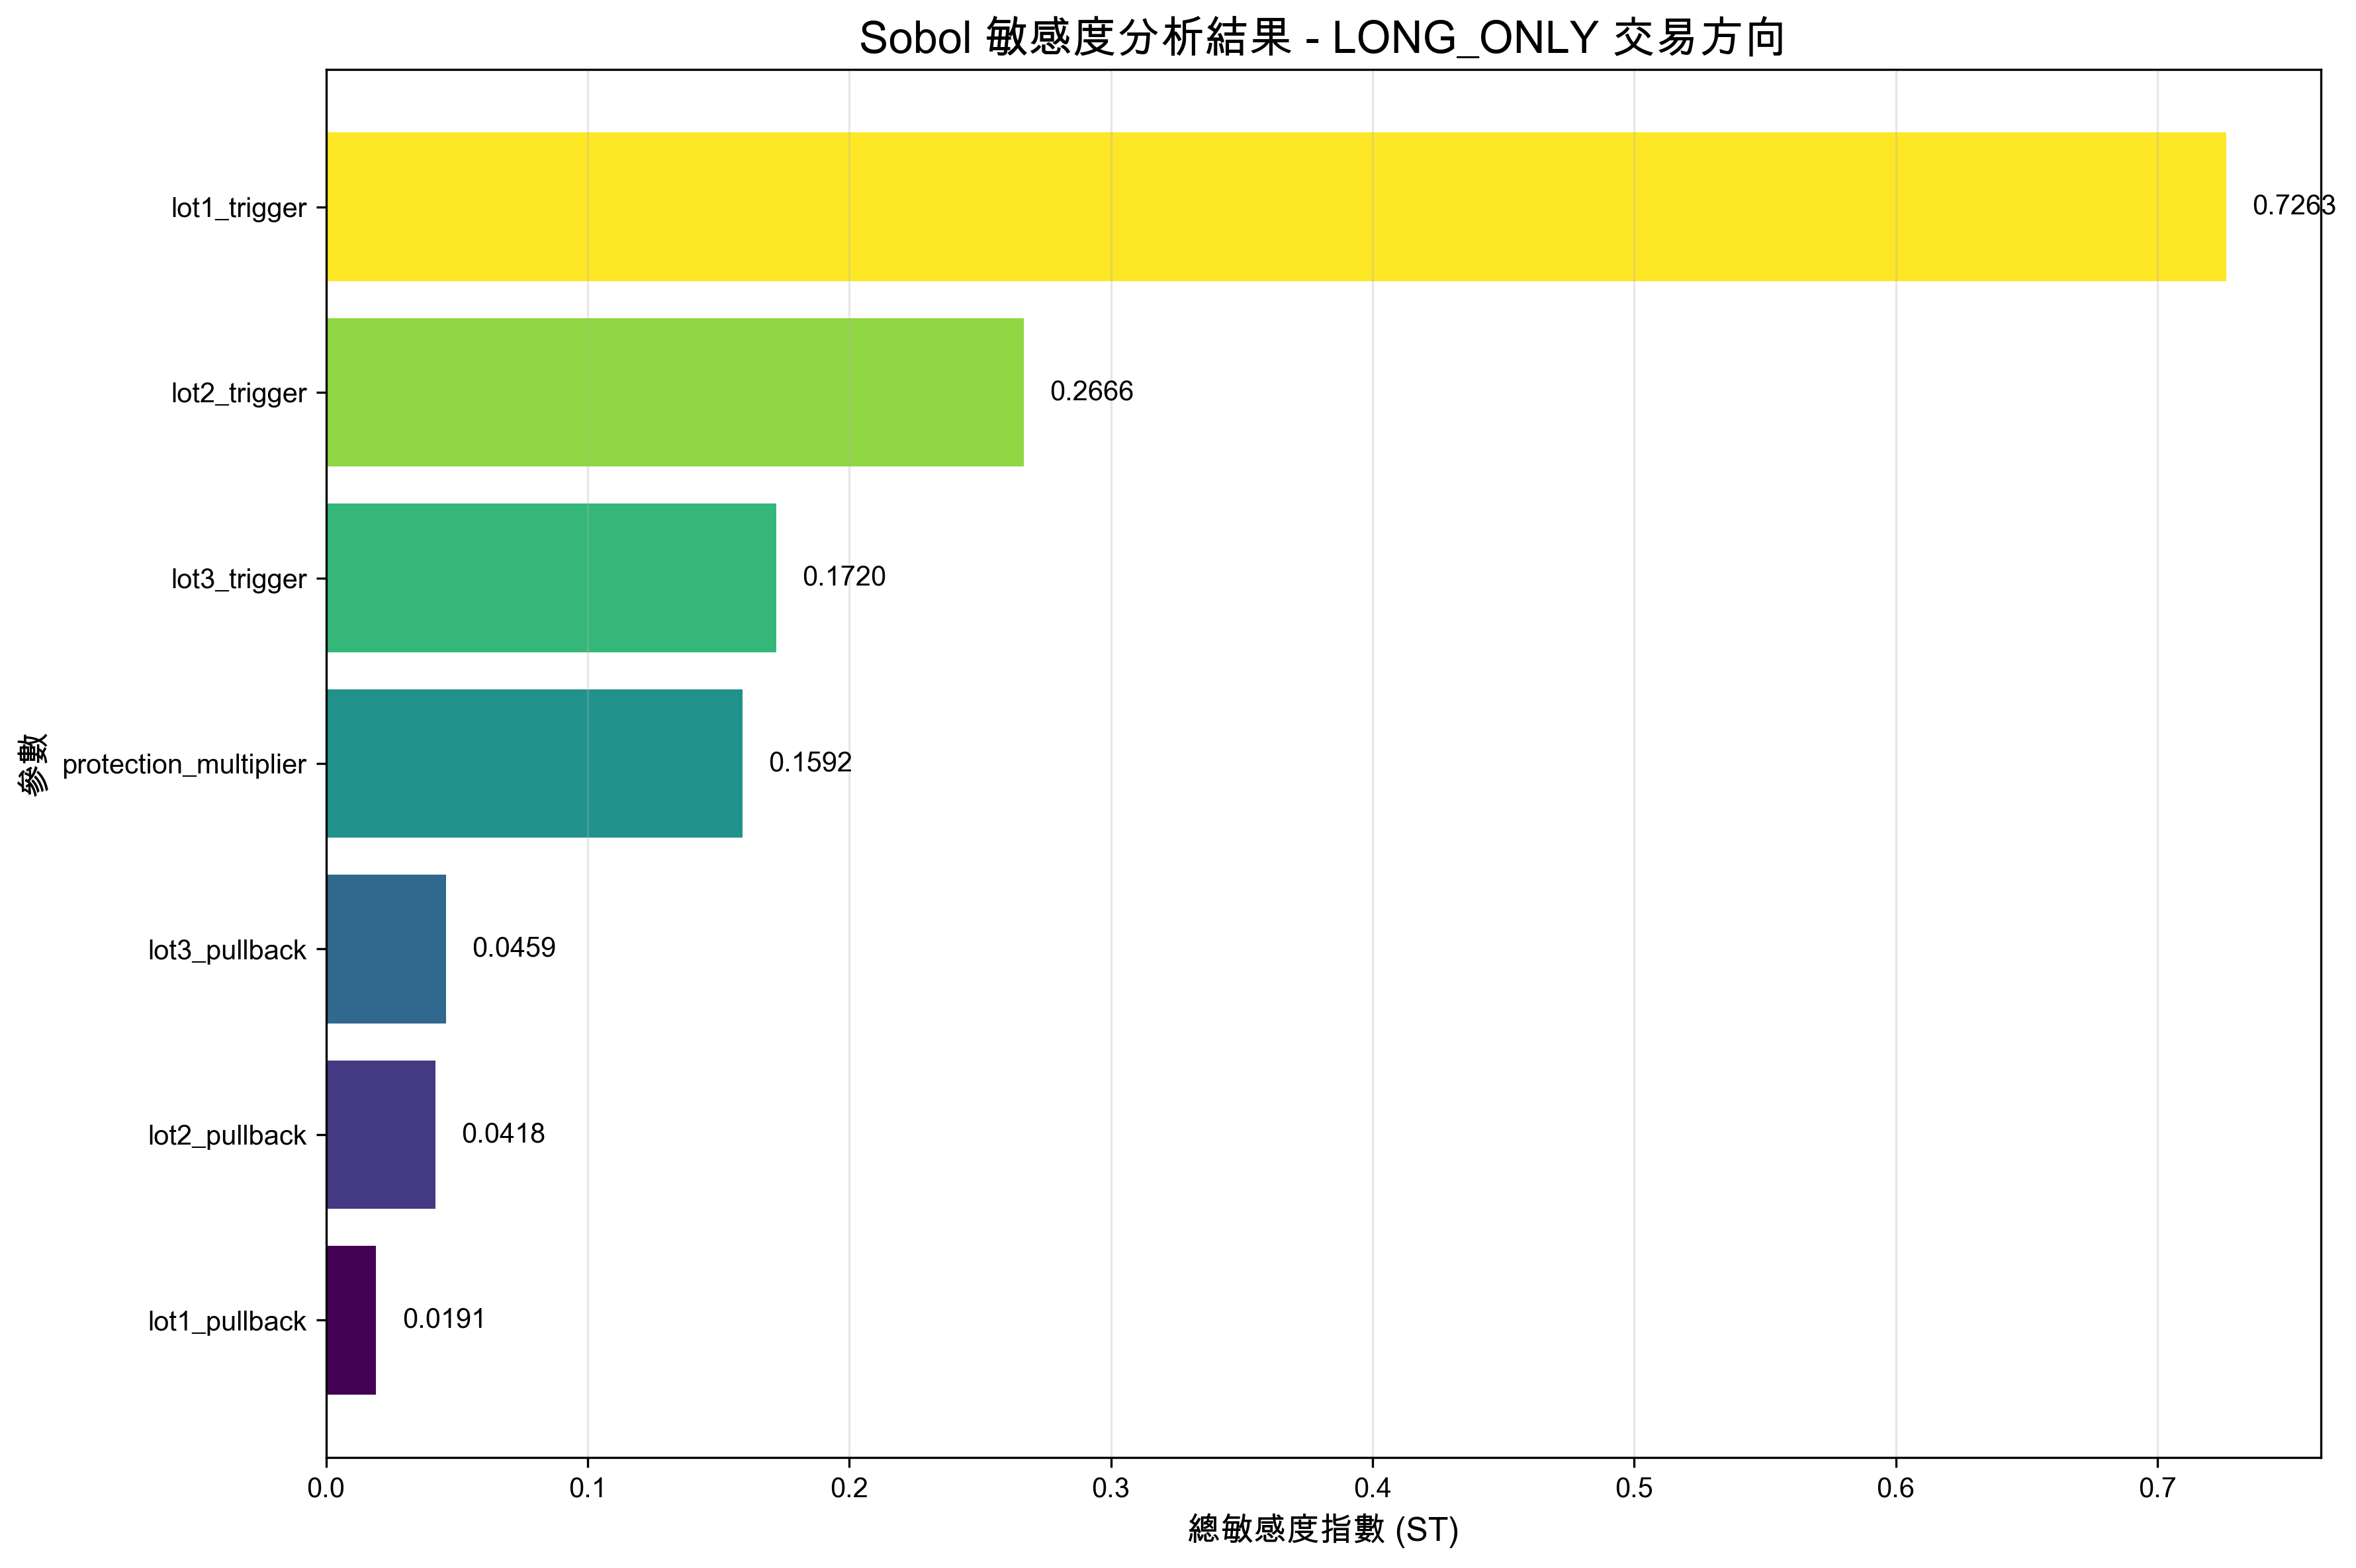 Sobol 敏感度分析結果 - LONG_ONLY 交易方向
lot1_trigger
0.7263
lot2_trigger
0.2666
lot3_trigger
0.1720
protection_multiplier
0.1592
lot3_pullback
0.0459
lot2_pullback
0.0418
lot1_pullback
0.0191
參數
0.0 0.1 0.2 0.3 0.4 0.5 0.6 0.7
總敏感度指數 (ST)